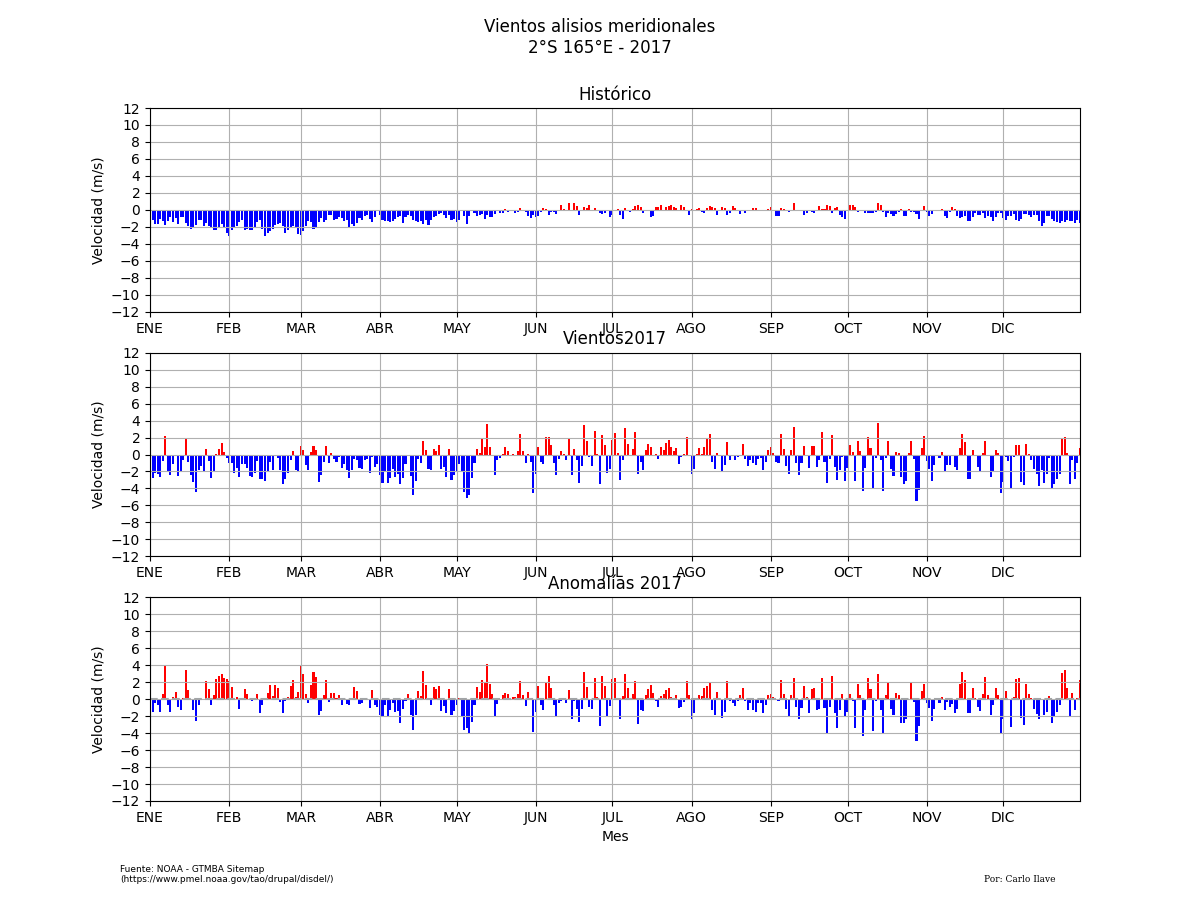 Vientos alisios meridionales
2°S 165°E - 2017
Histórico
12
10
8
6
4
2
0
−2
−4
−6
−8
−10
−12
Velocidad (m/s)
ENE FEB MAR ABR MAY JUN JUL AGO SEP OCT NOV DIC
Vientos2017
12
10
8
6
4
2
0
−2
−4
−6
−8
−10
−12
Velocidad (m/s)
ENE FEB MAR ABR MAY JUN JUL AGO SEP OCT NOV DIC
Anomalías 2017
12
10
8
6
4
2
0
−2
−4
−6
−8
−10
−12
Velocidad (m/s)
ENE FEB MAR ABR MAY JUN JUL AGO SEP OCT NOV DIC
Mes
Fuente: NOAA - GTMBA Sitemap
(https://www.pmel.noaa.gov/tao/drupal/disdel/)
Por: Carlo Ilave